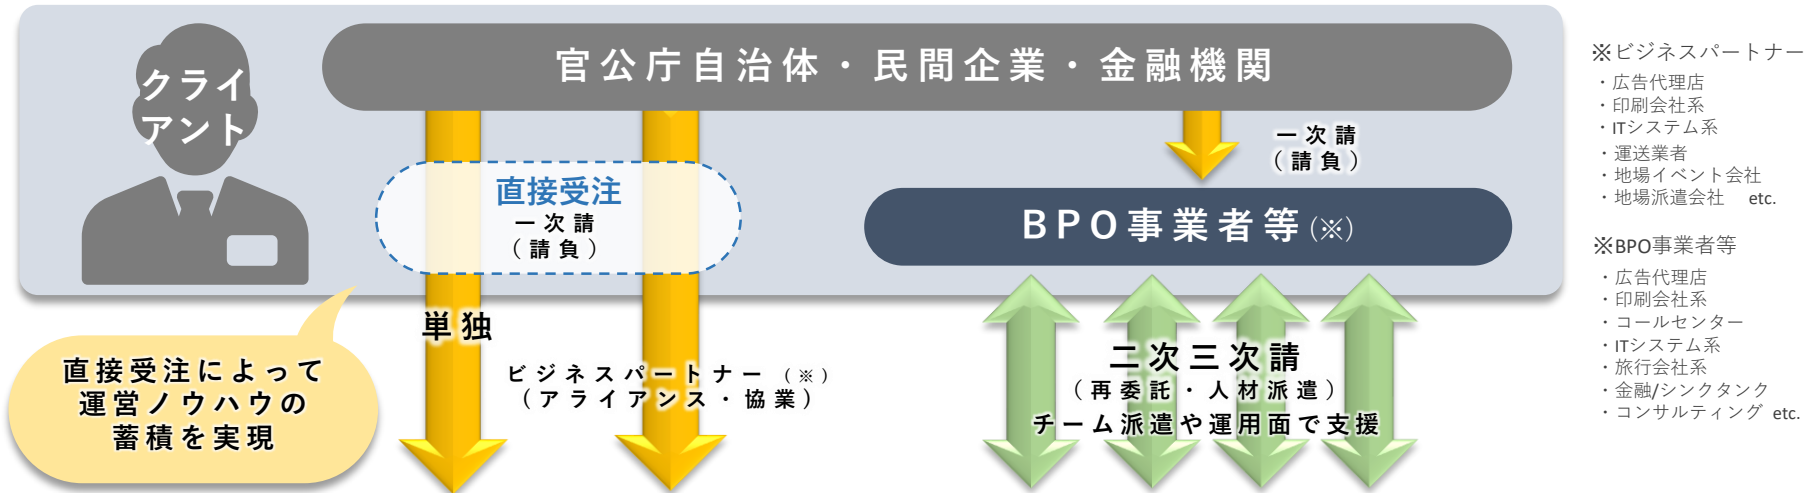 クライ
アント
官公庁自治体・民間企業・金融機関
直接受注
一次請
（請負）
一次請
（請負）
BPO事業者等(※)
単独
ビジネスパートナー（※）
（アライアンス・協業）
二次三次請
（再委託・人材派遣）
チーム派遣や運用面で支援
直接受注によって
運営ノウハウの
蓄積を実現
※ビジネスパートナー
・広告代理店
・印刷会社系
・ITシステム系
・運送業者
・地場イベント会社
・地場派遣会社 etc.
※BPO事業者等
・広告代理店
・印刷会社系
・コールセンター
・ITシステム系
・旅行会社系
・金融/シンクタンク
・コンサルティング etc.